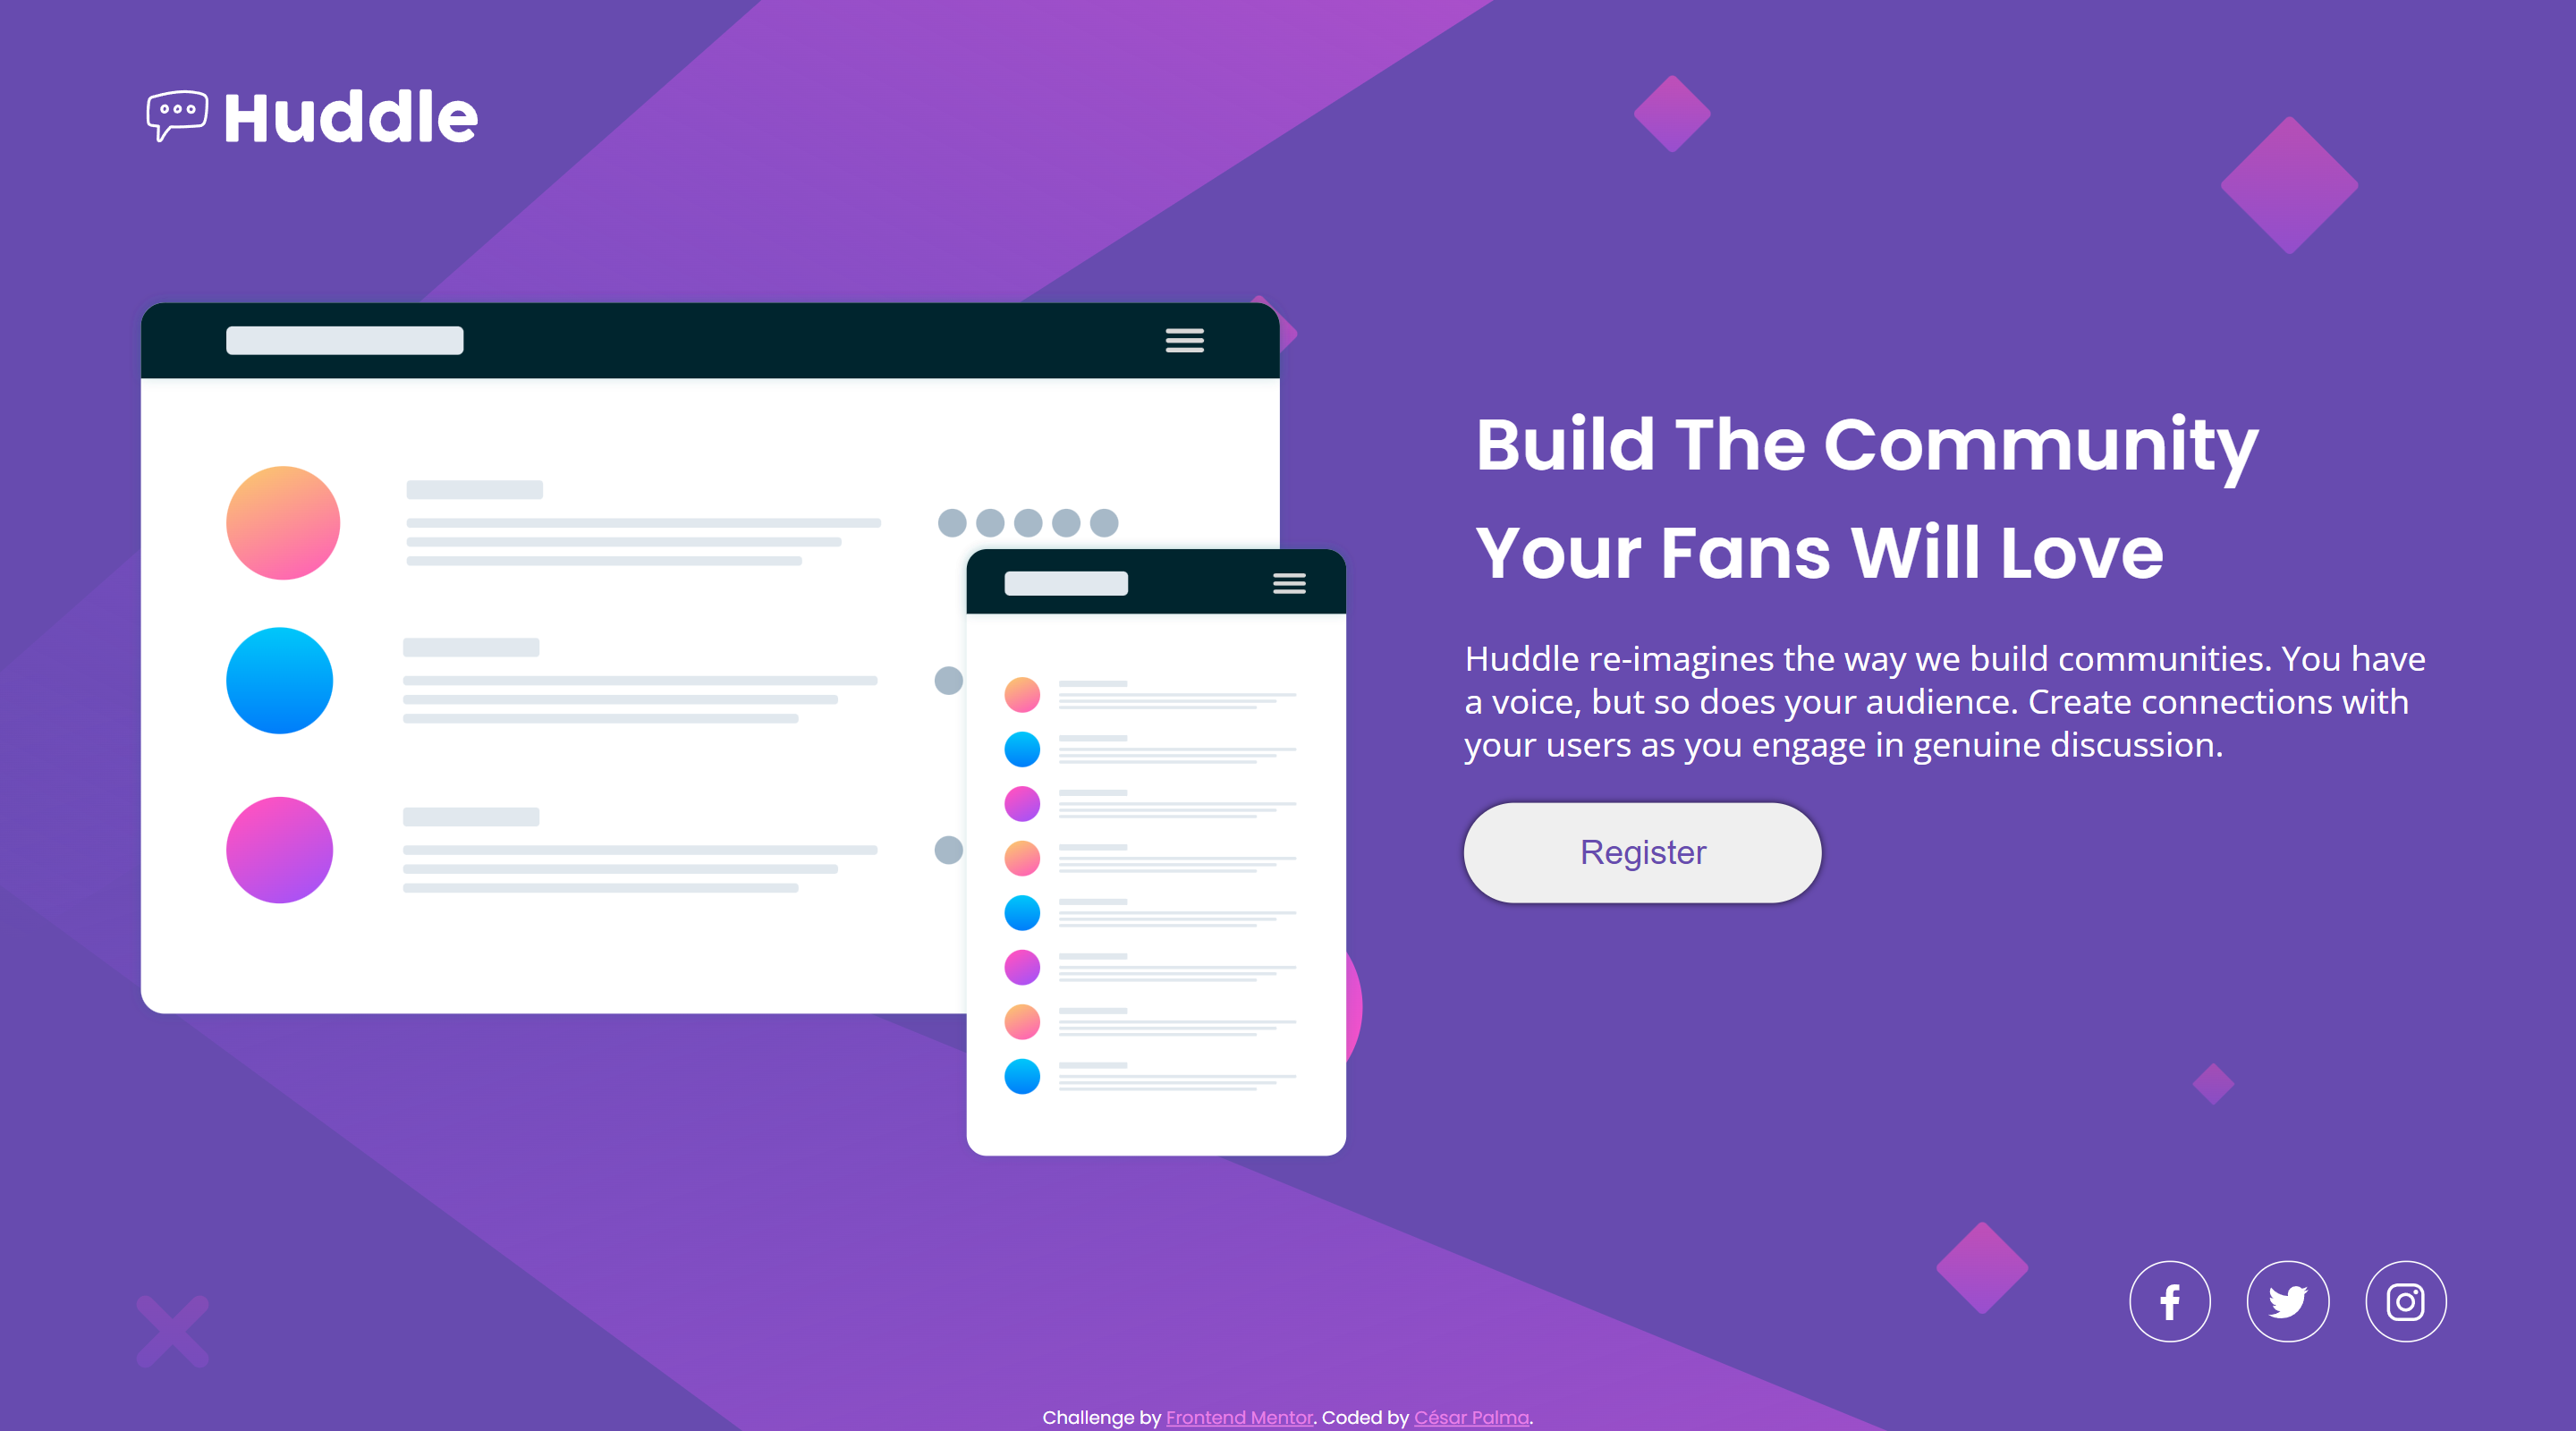 Huddle
Build The Community
Your Fans Will Love
Huddle re-imagines the way we build communities. You have
a voice, but so does your audience. Create connections with
your users as you engage in genuine discussion.
Register
Challenge by Frontend Mentor. Coded by César Palma.